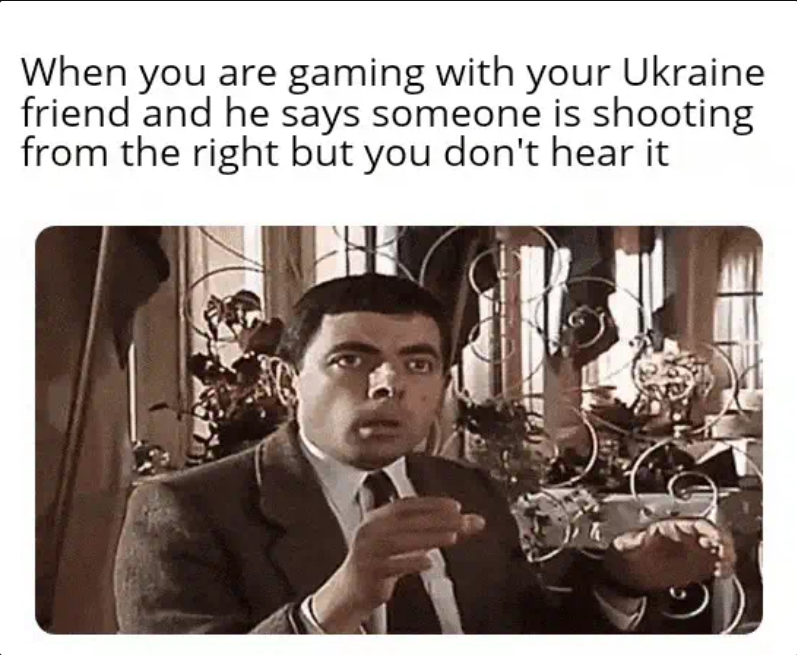 When you are gaming with your Ukraine
friend and he says someone is shooting
from the right but you don't hear it